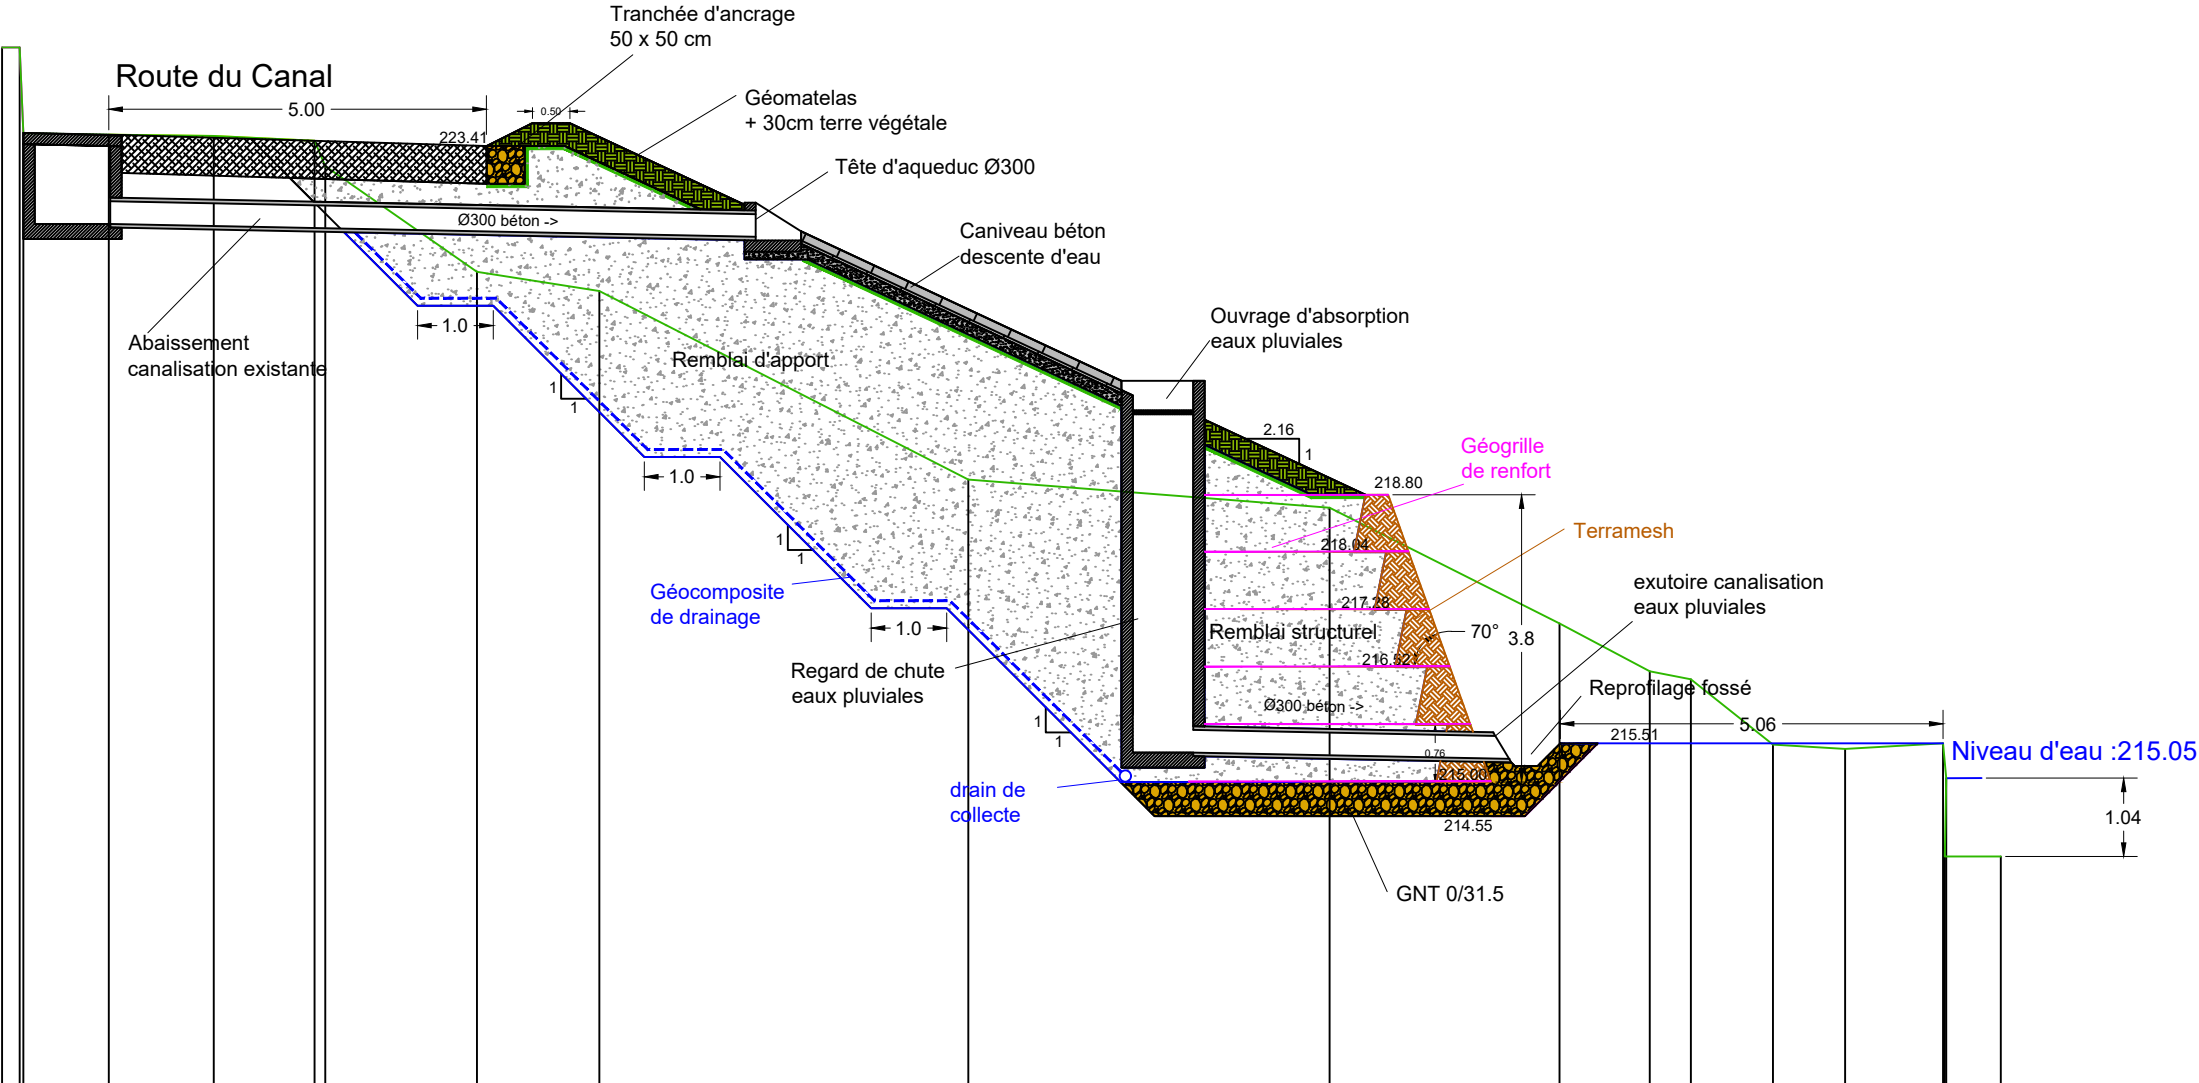 Tranchée d'ancrage
50 x 50 cm
Route du Canal
5.00
0.50
Géomatelas
+ 30cm terre végétale
223.41
Tête d'aqueduc Ø300
Ø300 béton ->
Caniveau béton
descente d'eau
Abaissement
canalisation existante
1.0
Remblai d'apport
Ouvrage d'absorption
eaux pluviales
1
1
2.16
1
Géogrille
de renfort
1.0
218.80
Terramesh
218.04
1
1
Géocomposite
de drainage
exutoire canalisation
eaux pluviales
217.28
1.0
Remblai structurel
70°
3.8
216.52
Regard de chute
eaux pluviales
Reprofilage fossé
Ø300 béton ->
1
1
5.06
215.51
0.76
Niveau d'eau :215.05
215.00
drain de
collecte
214.55
1.04
GNT 0/31.5